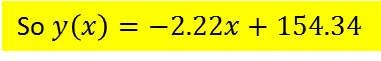 So y(x) = −2.22x + 154.34